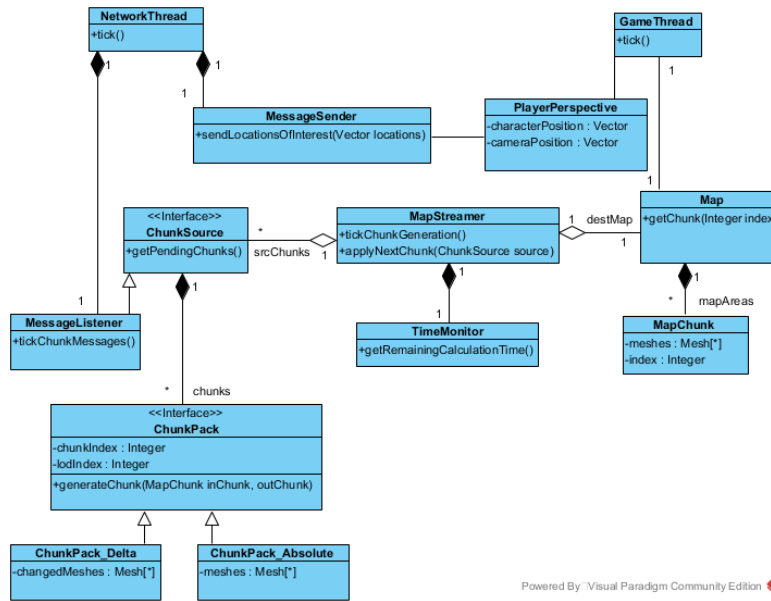 NetworkThread
+tick()
GameThread
+tick()
1
1
1
1
MessageSender
+sendLocationsOfInterest(Vector locations)
PlayerPerspective
-characterPosition : Vector
-cameraPosition : Vector
1
Map
+getChunk(Integer index
<<Interface>>
ChunkSource
+getPendingChunks()
*
srcChunks
1
MapStreamer
+tickChunkGeneration()
+applyNextChunk(ChunkSource source)
1
destMap
1
1
1
1
1
MessageListener
+tickChunkMessages()
1
TimeMonitor
+getRemainingCalculationTime()
*
mapAreas
MapChunk
-meshes : Mesh[*]
-index : Integer
*
chunks
<<Interface>>
ChunkPack
-chunkIndex : Integer
-lodIndex : Integer
+generateChunk(MapChunk inChunk, outChunk)
ChunkPack_Delta
-changedMeshes : Mesh[*]
ChunkPack_Absolute
-meshes : Mesh[*]
Powered By Visual Paradigm Community Edition